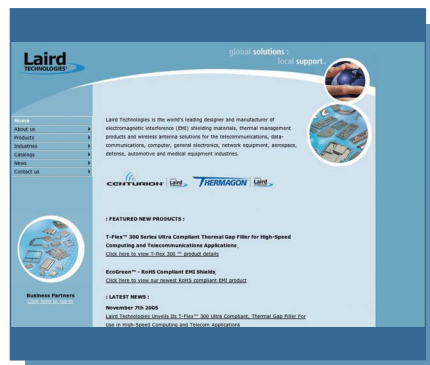 Laird
TECHNOLOGIES
global solutions :
local support.
Home
About us
Products
Industries
Catalogs
News
Contact us
Business Partners
Click here to log in
Laird Technologies is the world's leading designer and manufacturer of
electromagnetic interference (EMI) shielding materials, thermal management
products and wireless antenna solutions for the telecommunications, data-
communications, computer, general electronics, network equipment, aerospace,
defense, automotive and medical equipment industries.
CENTURION Laird THERMAGON Laird
: FEATURED NEW PRODUCTS :
T-Flex™ 300 Series Ultra Compliant Thermal Gap Filler for High-Speed
Computing and Telecommunications Applications.
Click here to view T-flex 300 ™ product details
EcoGreen™ - RoHS Compliant EMI Shields.
Click here to view our newest RoHS compliant EMI product
: LATEST NEWS :
November 7th 2005
Laird Technologies Unveils Its T-Flex™ 300 Ultra Compliant, Thermal Gap Filler For
Use in High-Speed Computing and Telecom Applications